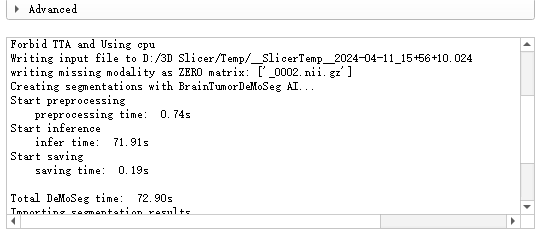 Advanced
Forbid TTA and Using cpu
Writing input file to D:/3D Slicer/Temp/__SlicerTemp__2024-04-11_15+56+10.024
writing missing modality as ZERO matrix: ['_0002.nii.gz']
Creating segmentations with BrainTumorDeMoSeg AI...
Start preprocessing
    preprocessing time:  0.74s
Start inference
    infer time:  71.91s
Start saving
    saving time:  0.19s

Total DeMoSeg time:  72.90s
Importing segmentation results